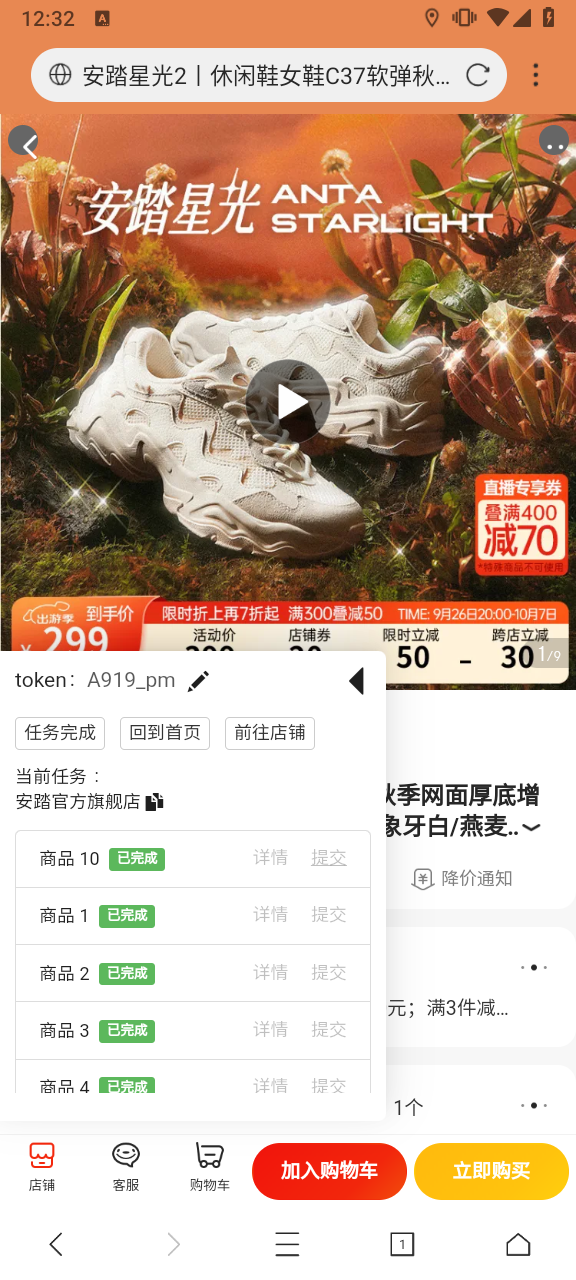 12:32
A
安踏星光2丨休闲鞋女鞋C37软弹秋...
安踏星光 ANTA STARLIGHT
直播专享券
叠满400
减70
*特殊商品不可使用
出游季 到手价 限时折上再7折起 满300叠减50 TIME: 9月26日20:00-10月7日
¥299 活动价 店铺券 限时立减 跨店立减
50 - 30
1/9
token: A919_pm
任务完成 回到首页 前往店铺
当前任务：
安踏官方旗舰店
秋季网面厚底增
象牙白/燕麦..
降价通知
商品 10 已完成 详情 提交
商品 1 已完成 详情 提交
商品 2 已完成 详情 提交
元；满3件减...
商品 3 已完成 详情 提交
商品 4 已完成 详情 提交
1个
店铺 客服 购物车 加入购物车 立即购买
1